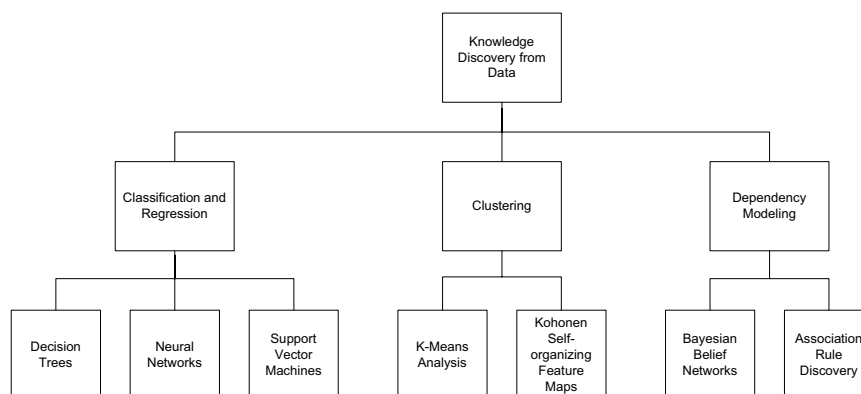 Knowledge
Discovery from
Data
Classification and
Regression
Clustering
Dependency
Modeling
Decision
Trees
Neural
Networks
Support
Vector
Machines
K-Means
Analysis
Kohonen
Self-
organizing
Feature
Maps
Bayesian
Belief
Networks
Association
Rule
Discovery